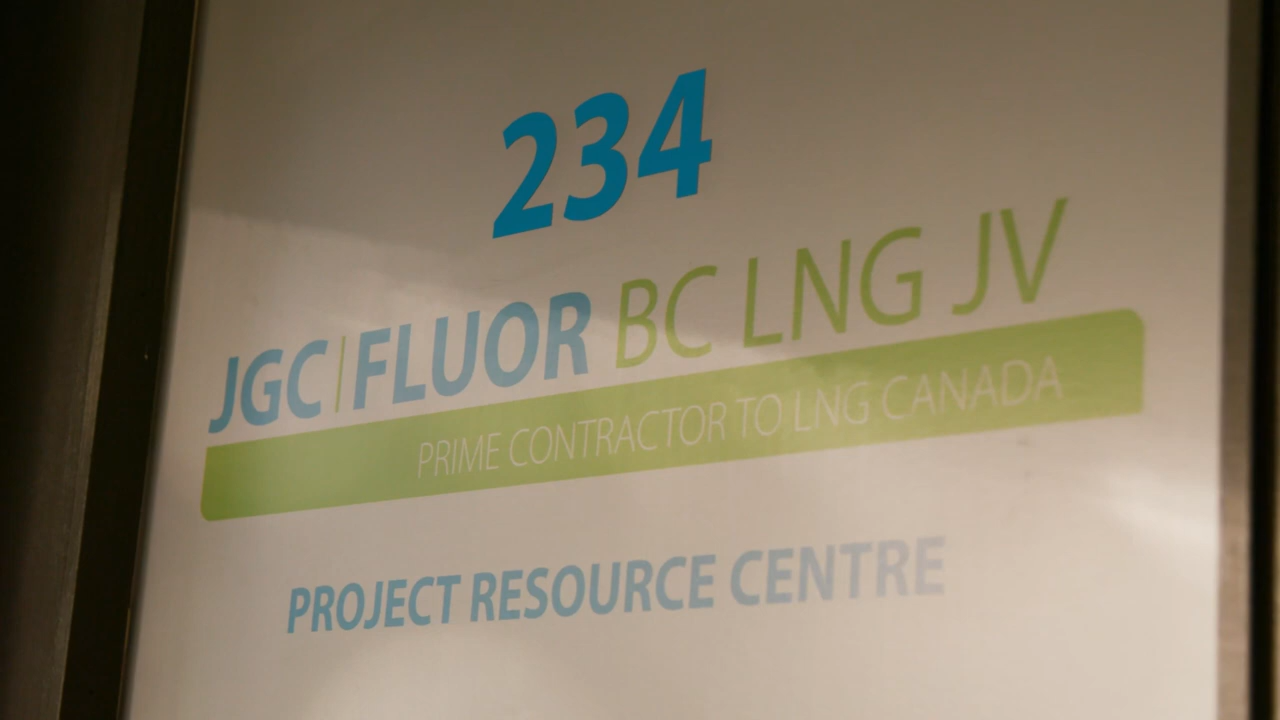 234
JGC|FLUOR BC LNG JV
PRIME CONTRACTOR TO LNG CANADA
PROJECT RESOURCE CENTRE